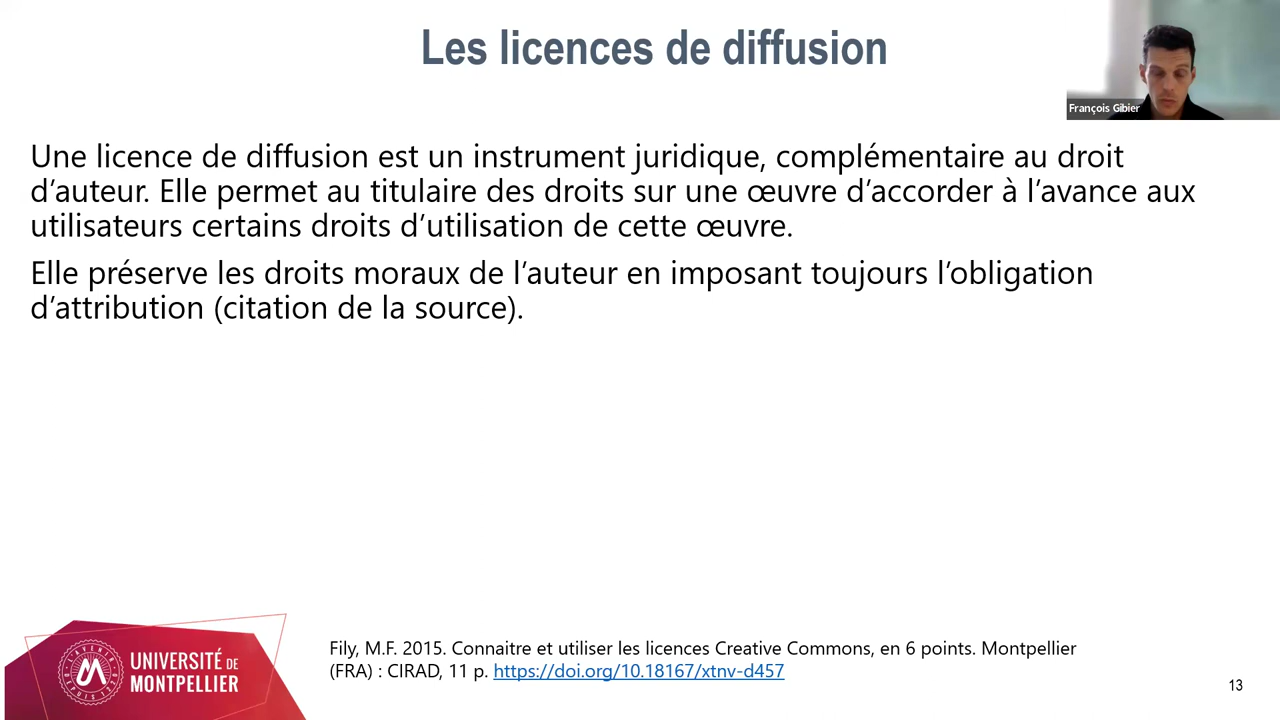 Les licences de diffusion
François Gibier
Une licence de diffusion est un instrument juridique, complémentaire au droit
d’auteur. Elle permet au titulaire des droits sur une œuvre d’accorder à l’avance aux
utilisateurs certains droits d’utilisation de cette œuvre.
Elle préserve les droits moraux de l’auteur en imposant toujours l’obligation
d’attribution (citation de la source).
UNIVERSITÉ DE
MONTPELLIER
Fily, M.F. 2015. Connaitre et utiliser les licences Creative Commons, en 6 points. Montpellier
(FRA) : CIRAD, 11 p. https://doi.org/10.18167/xtnv-d457
13